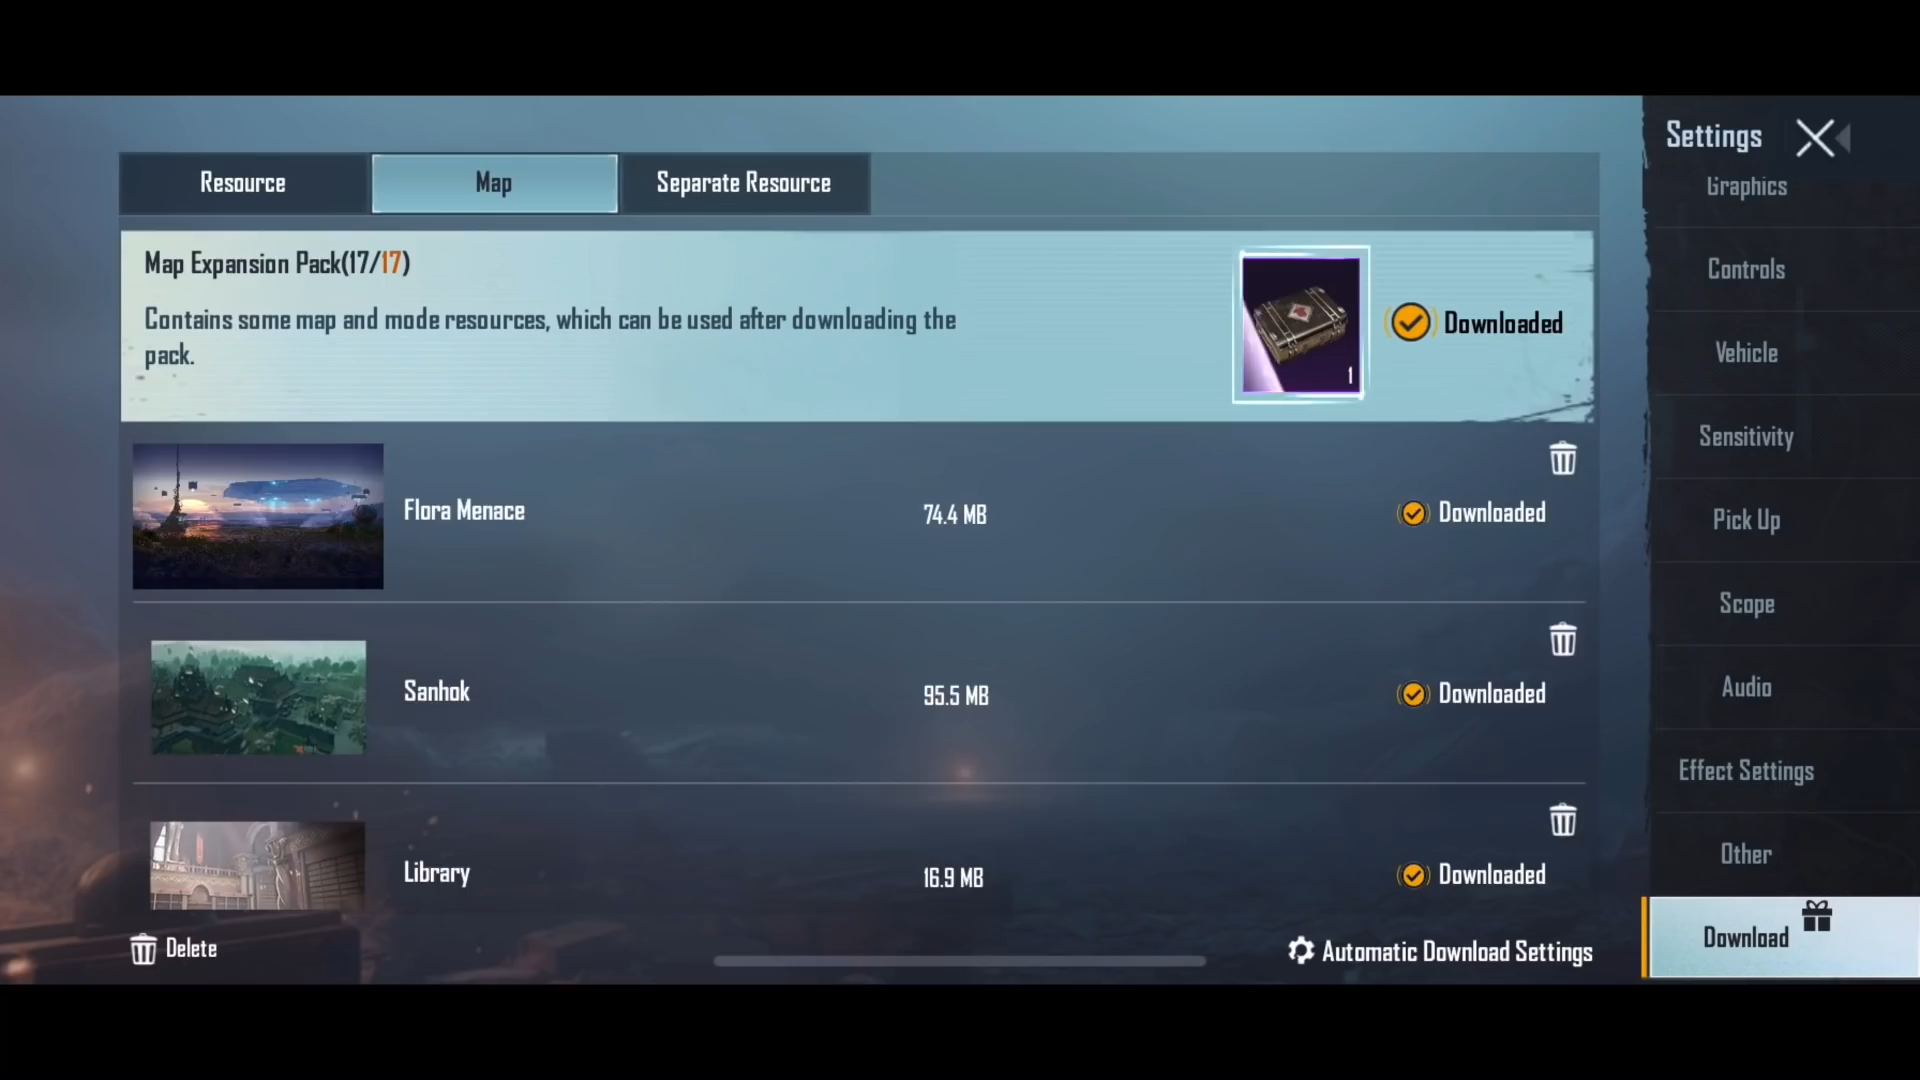 Resource
Map
Separate Resource
Settings
Graphics
Controls
Vehicle
Sensitivity
Pick Up
Scope
Audio
Effect Settings
Other
Download
Map Expansion Pack(17/17)
Contains some map and mode resources, which can be used after downloading the
pack.
1
Downloaded
Flora Menace
74.4 MB
Downloaded
Sanhok
95.5 MB
Downloaded
Library
16.9 MB
Downloaded
Delete
Automatic Download Settings